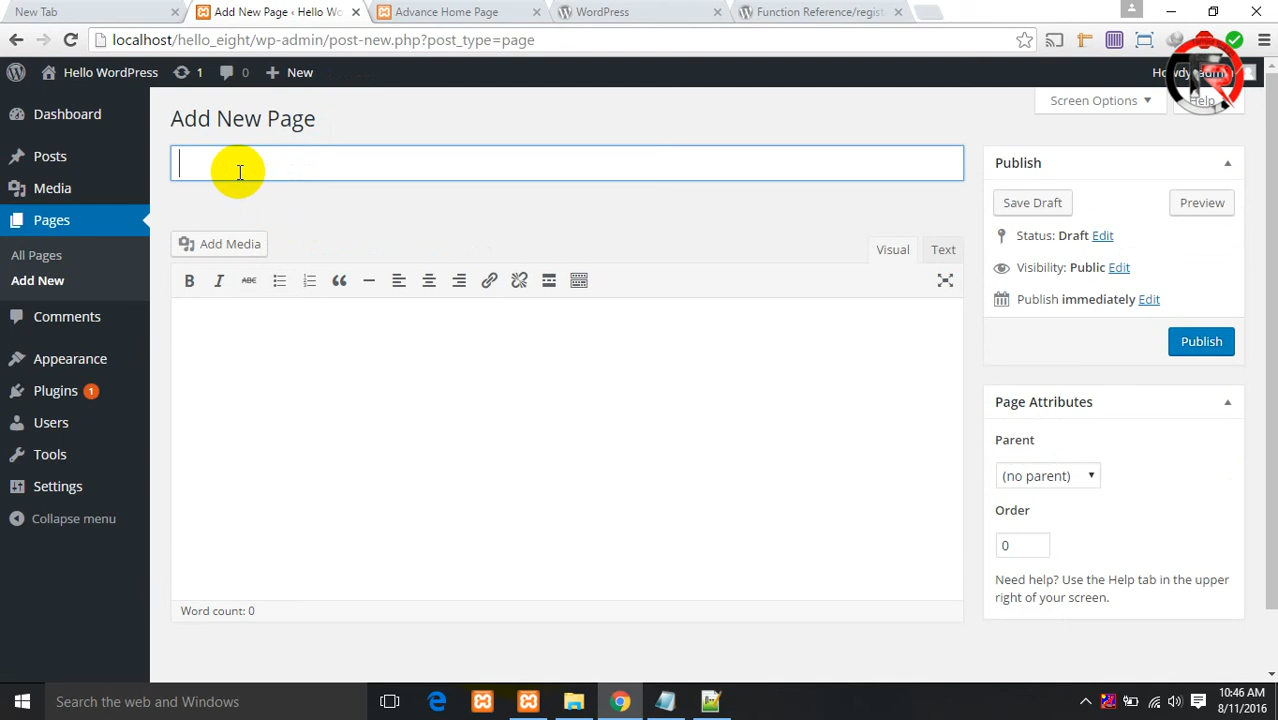 New Tab
Add New Page ‹ Hello Wo
Advance Home Page
WordPress
Function Reference/regist
localhost/hello_eight/wp-admin/post-new.php?post_type=page
Hello WordPress
1
0
New
Howdy, admin
Dashboard
Posts
Media
Pages
All Pages
Add New
Comments
Appearance
Plugins 1
Users
Tools
Settings
Collapse menu
Screen Options
Help
Add New Page
Add Media
Visual
Text
B I ABC
Word count: 0
Publish
Save Draft
Preview
Status: Draft Edit
Visibility: Public Edit
Publish immediately Edit
Publish
Page Attributes
Parent
(no parent)
Order
0
Need help? Use the Help tab in the upper
right of your screen.
Search the web and Windows
10:46 AM
8/11/2016